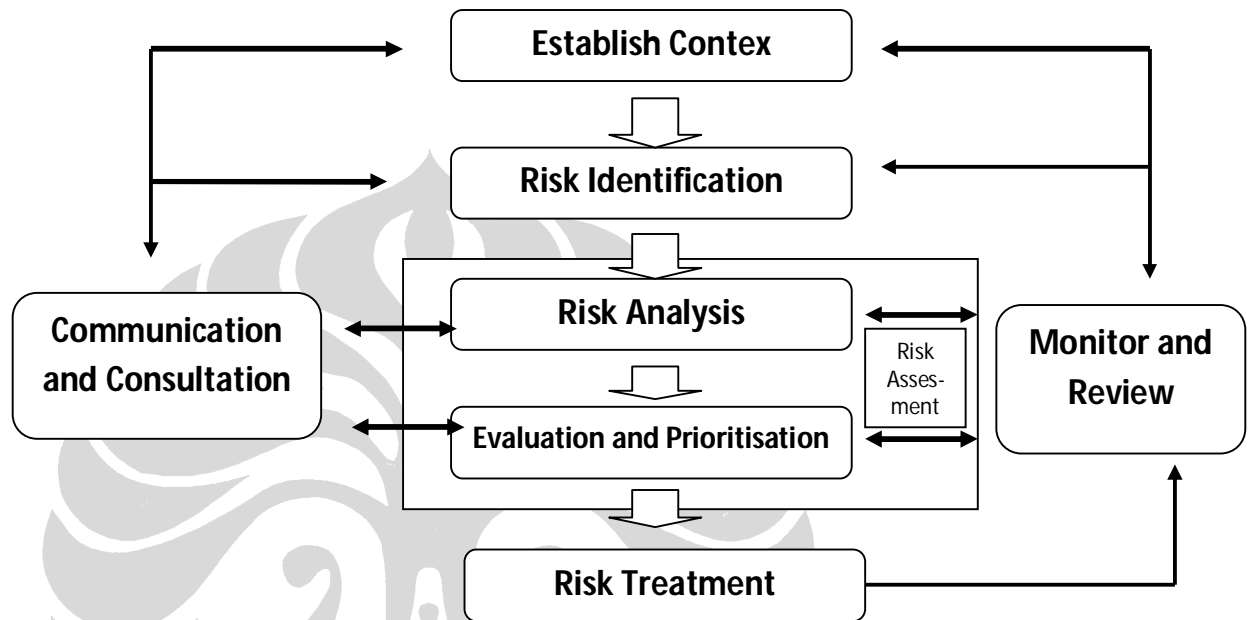 Establish Contex
Risk Identification
Risk Analysis
Communication
and Consultation
Risk
Asses-
ment
Monitor and
Review
Evaluation and Prioritisation
Risk Treatment